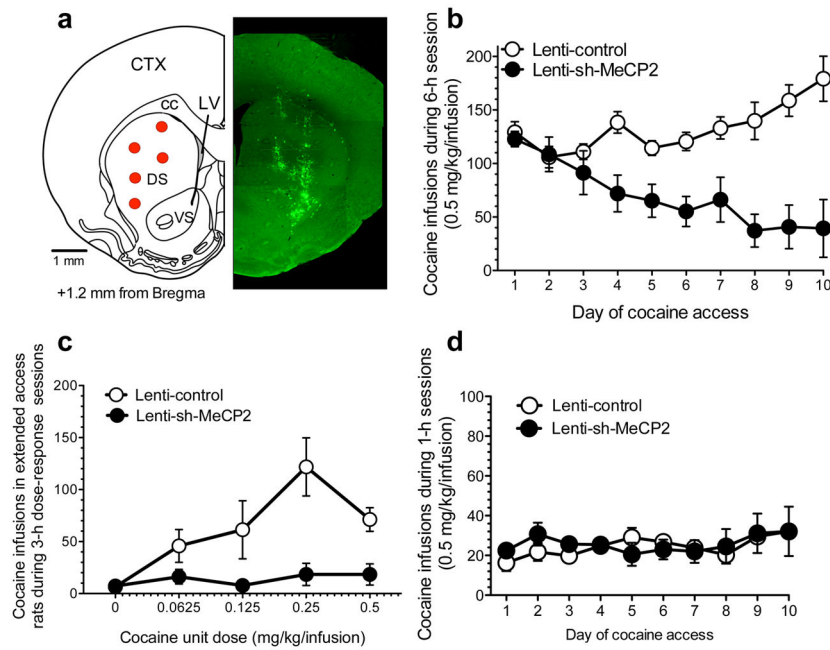 a
CTX
cc
LV
DS
VS
1 mm
+1.2 mm from Bregma
b
Lenti-control
Lenti-sh-MeCP2
Cocaine infusions during 6-h session
(0.5 mg/kg/infusion)
200
150
100
50
0
1 2 3 4 5 6 7 8 9 10
Day of cocaine access
c
Lenti-control
Lenti-sh-MeCP2
Cocaine infusions in extended access
rats during 3-h dose-response sessions
200
150
100
50
0
0 0.0625 0.125 0.25 0.5
Cocaine unit dose (mg/kg/infusion)
d
Lenti-control
Lenti-sh-MeCP2
Cocaine infusions during 1-h sessions
(0.5 mg/kg/infusion)
100
80
60
40
20
0
1 2 3 4 5 6 7 8 9 10
Day of cocaine access